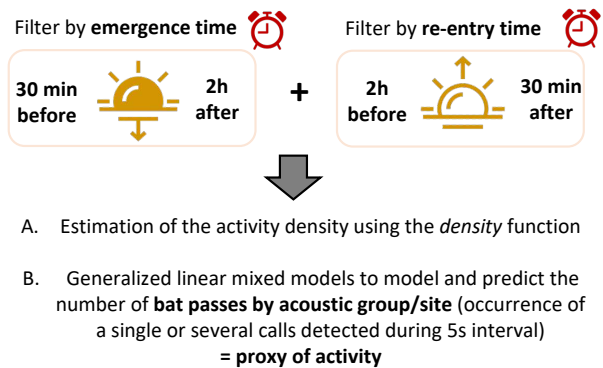 Filter by emergence time
Filter by re-entry time
30 min before
2h after
+
2h before
30 min after
A. Estimation of the activity density using the density function
B. Generalized linear mixed models to model and predict the
number of bat passes by acoustic group/site (occurrence of
a single or several calls detected during 5s interval)
= proxy of activity